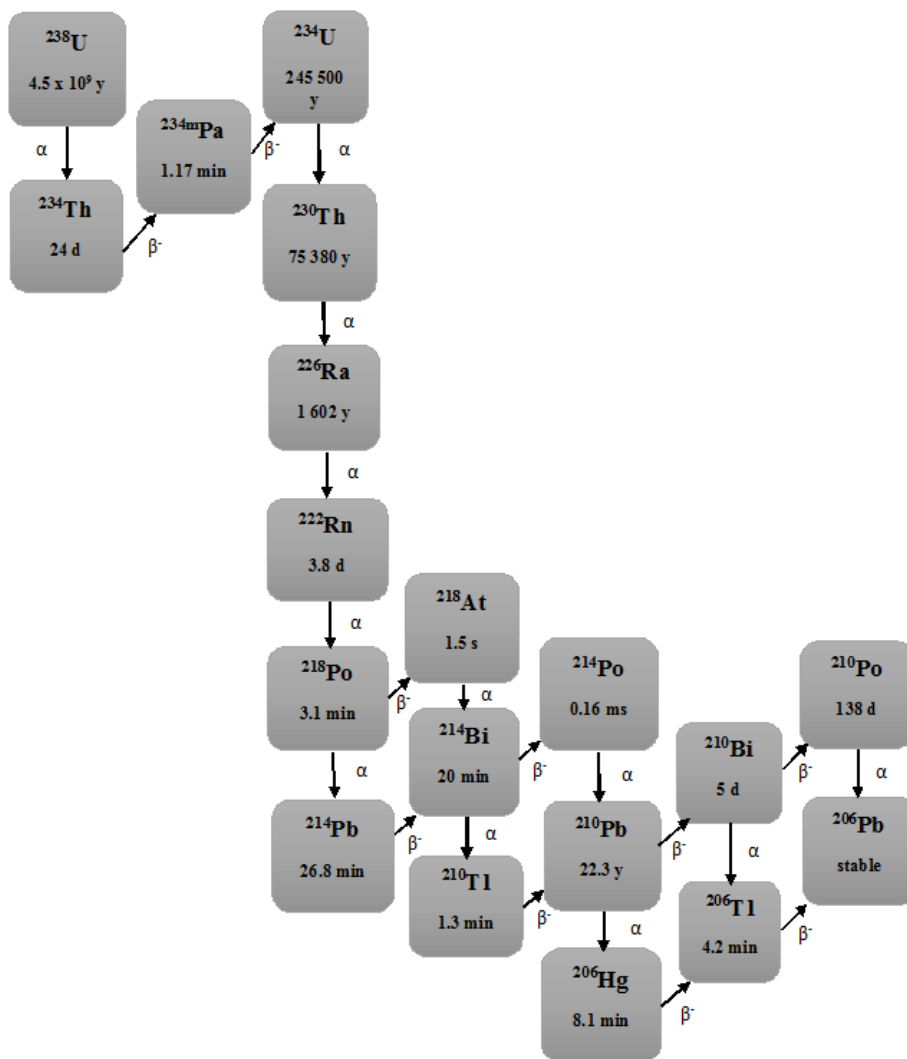 ²³⁸U
4.5 x 10⁹ y
α
²³⁴Th
24 d
β⁻
²³⁴ᵐPa
1.17 min
β⁻
²³⁴U
245 500
y
α
²³⁰Th
75 380 y
α
²²⁶Ra
1 602 y
α
²²²Rn
3.8 d
α
²¹⁸Po
3.1 min
β⁻
α
²¹⁸At
1.5 s
α
²¹⁴Pb
26.8 min
β⁻
²¹⁴Bi
20 min
β⁻
α
²¹⁴Po
0.16 ms
α
²¹⁰Tl
1.3 min
β⁻
²¹⁰Pb
22.3 y
β⁻
α
²¹⁰Bi
5 d
β⁻
α
²⁰⁶Hg
8.1 min
β⁻
²⁰⁶Tl
4.2 min
β⁻
²¹⁰Po
138 d
α
²⁰⁶Pb
stable